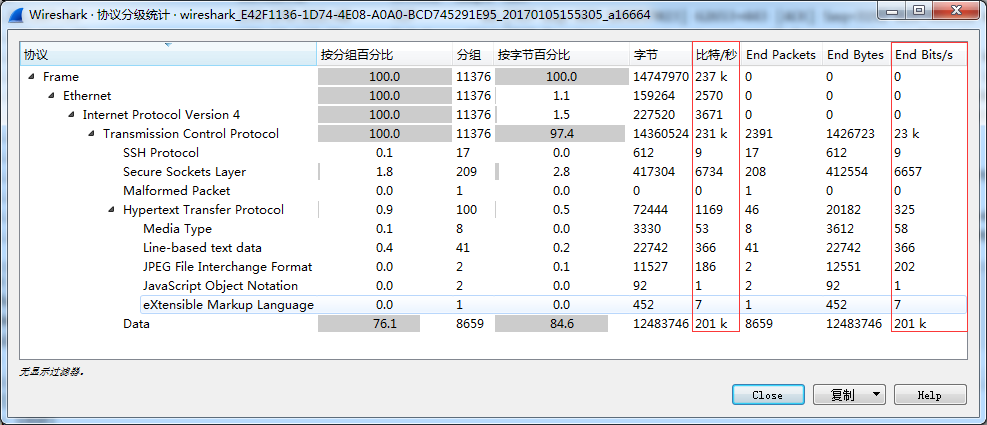 Wireshark · 协议分级统计 · wireshark_E42F1136-1D74-4E08-A0A0-BCD745291E95_20170105155305_a16664
协议 按分组百分比 分组 按字节百分比 字节 比特/秒 End Packets End Bytes End Bits/s
Frame 100.0 11376 100.0 14747970 237 k 0 0 0
Ethernet 100.0 11376 1.1 159264 2570 0 0 0
Internet Protocol Version 4 100.0 11376 1.5 227520 3671 0 0 0
Transmission Control Protocol 100.0 11376 97.4 14360524 231 k 2391 1426723 23 k
SSH Protocol 0.1 17 0.0 612 9 17 612 9
Secure Sockets Layer 1.8 209 2.8 417304 6734 208 412554 6657
Malformed Packet 0.0 1 0.0 0 0 1 0 0
Hypertext Transfer Protocol 0.9 100 0.5 72444 1169 46 20182 325
Media Type 0.1 8 0.0 3330 53 8 3612 58
Line-based text data 0.4 41 0.2 22742 366 41 22742 366
JPEG File Interchange Format 0.0 2 0.1 11527 186 2 12551 202
JavaScript Object Notation 0.0 2 0.0 92 1 2 92 1
eXtensible Markup Language 0.0 1 0.0 452 7 1 452 7
Data 76.1 8659 84.6 12483746 201 k 8659 12483746 201 k
无显示过滤器。
Close 复制 Help